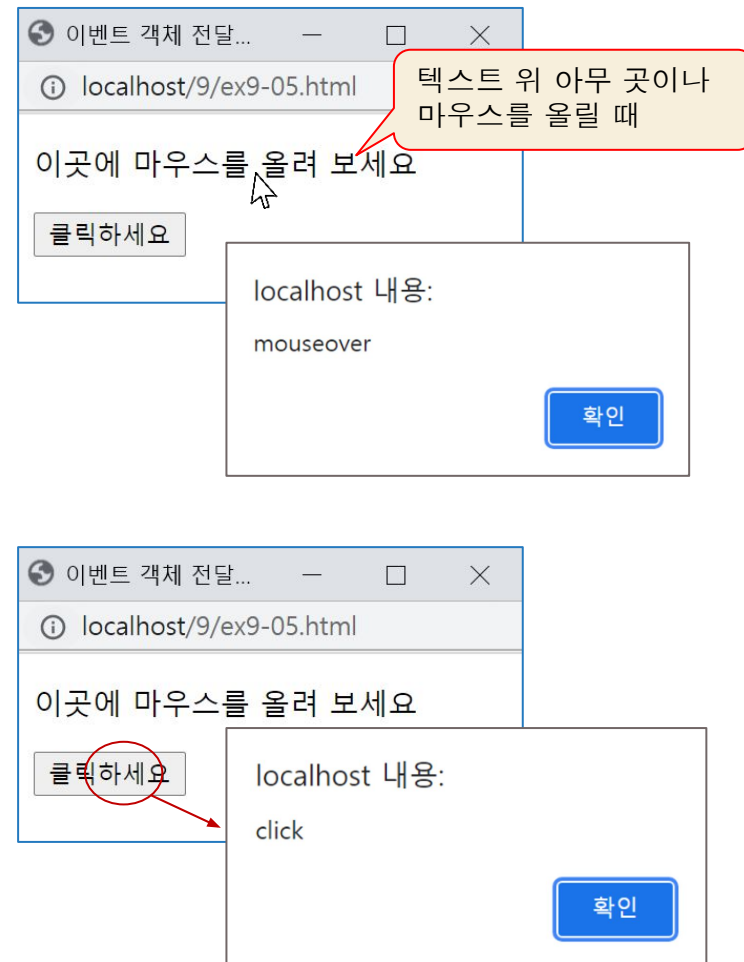 이벤트 객체 전달...
localhost/9/ex9-05.html
텍스트 위 아무 곳이나
마우스를 올릴 때
이곳에 마우스를 올려 보세요
클릭하세요
localhost 내용:
mouseover
확인
이벤트 객체 전달...
localhost/9/ex9-05.html
이곳에 마우스를 올려 보세요
클릭하세요
localhost 내용:
click
확인